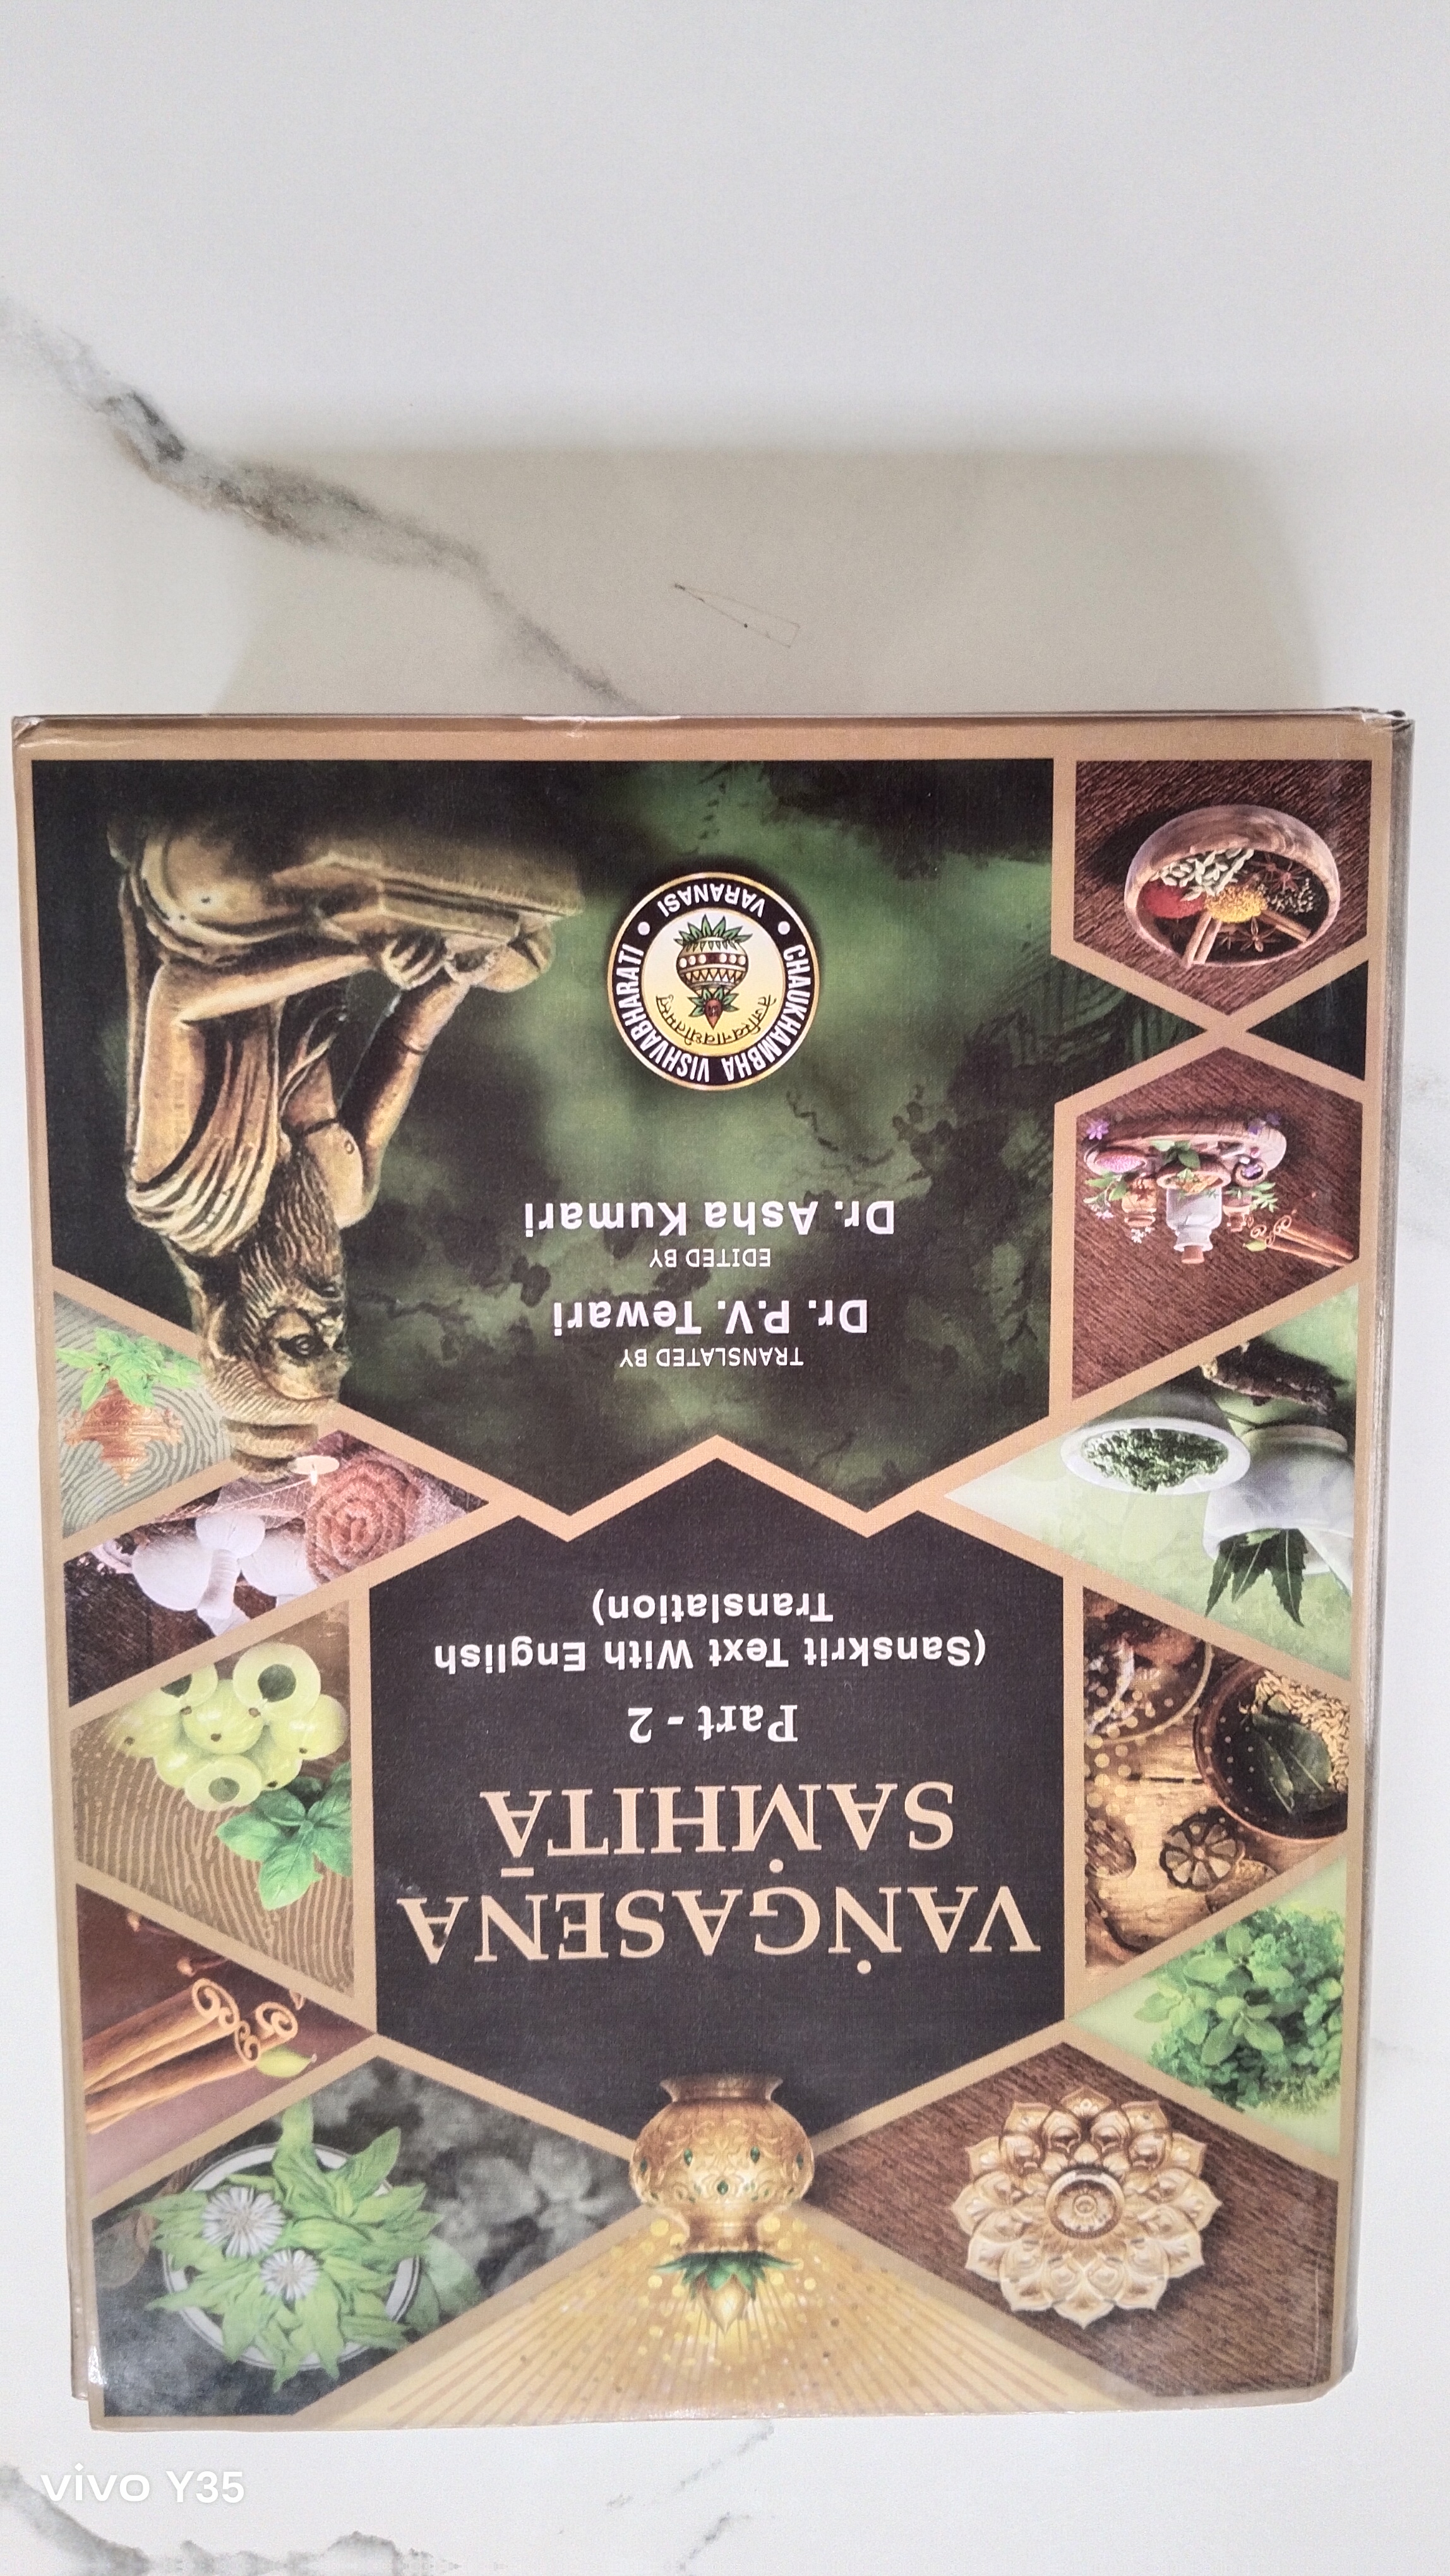 VAṄGASENA
SAṀHITĀ
Part - 2
(Sanskrit Text With English
Translation)
TRANSLATED BY
Dr. P.V. Tewari
EDITED BY
Dr. Asha Kumari
CHAUKHAMBHA VISHVABHARATI
VARANASI
vivo Y35